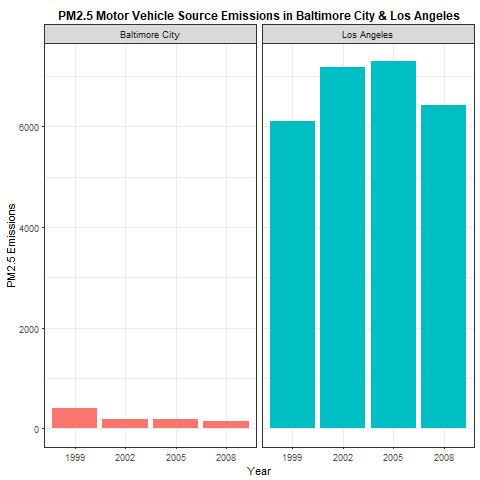 PM2.5 Motor Vehicle Source Emissions in Baltimore City & Los Angeles
Baltimore City
Los Angeles
PM2.5 Emissions
6000
4000
2000
0
1999 2002 2005 2008
1999 2002 2005 2008
Year